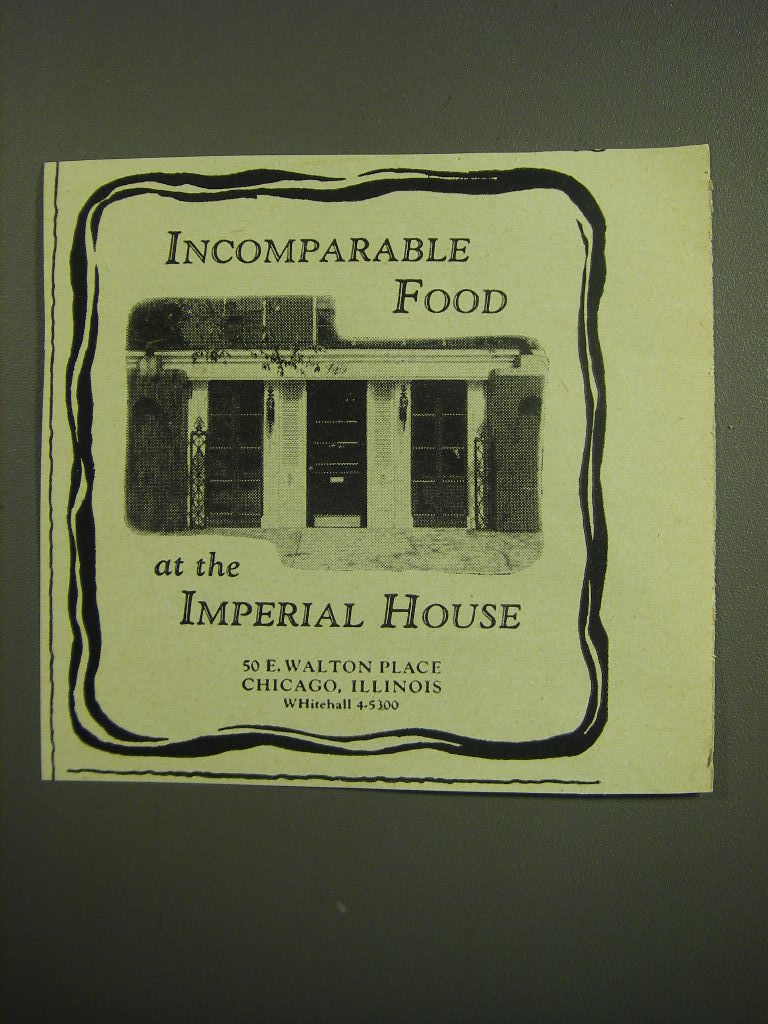 INCOMPARABLE
FOOD
at the
IMPERIAL HOUSE
50 E. WALTON PLACE
CHICAGO, ILLINOIS
WHitehall 4-5300